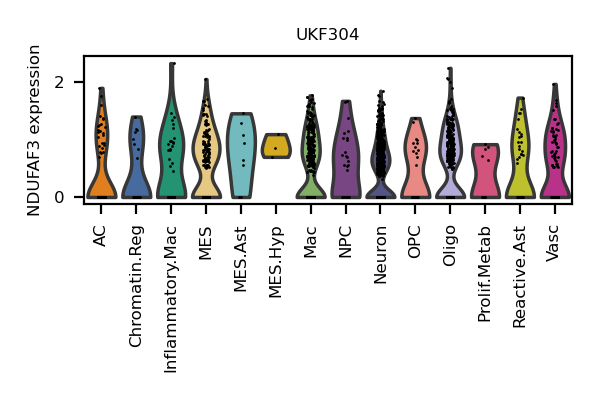 UKF304
NDUFAF3 expression
2
0
AC
Chromatin.Reg
Inflammatory.Mac
MES
MES.Ast
MES.Hyp
Mac
NPC
Neuron
OPC
Oligo
Prolif.Metab
Reactive.Ast
Vasc